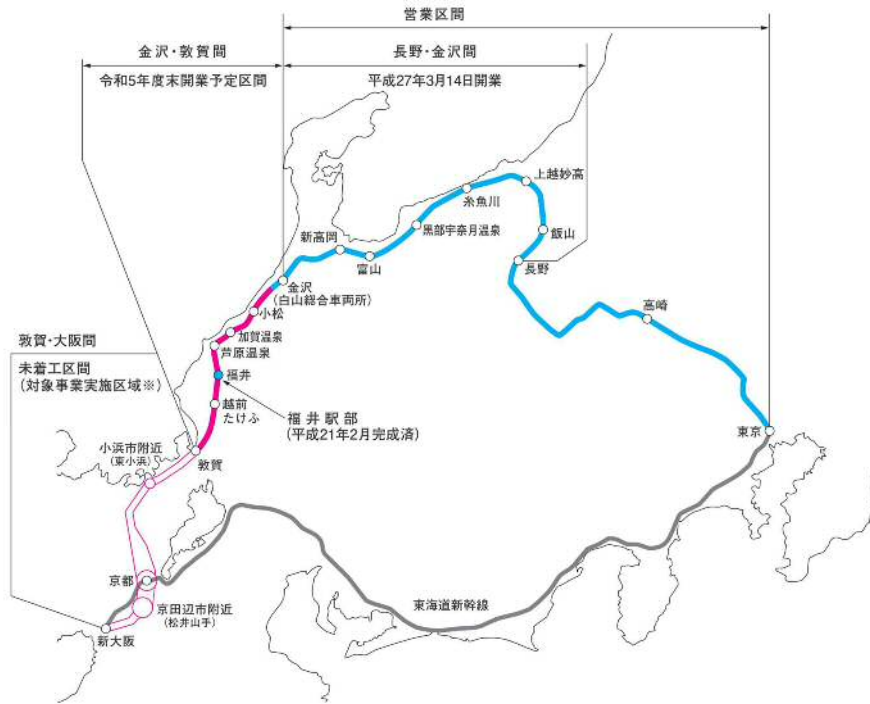 営業区間
金沢・敦賀間
長野・金沢間
令和5年度末開業予定区間
平成27年3月14日開業
上越妙高
糸魚川
黒部宇奈月温泉
新高岡
飯山
富山
長野
金沢
(白山総合車両所)
高崎
小松
加賀温泉
芦原温泉
敦賀・大阪間
未着工区間
(対象事業実施区域※)
福井
越前
たけふ
福井駅部
(平成21年2月完成済)
東京
小浜市附近
(東小浜)
敦賀
京都
京田辺市附近
(松井山手)
東海道新幹線
新大阪